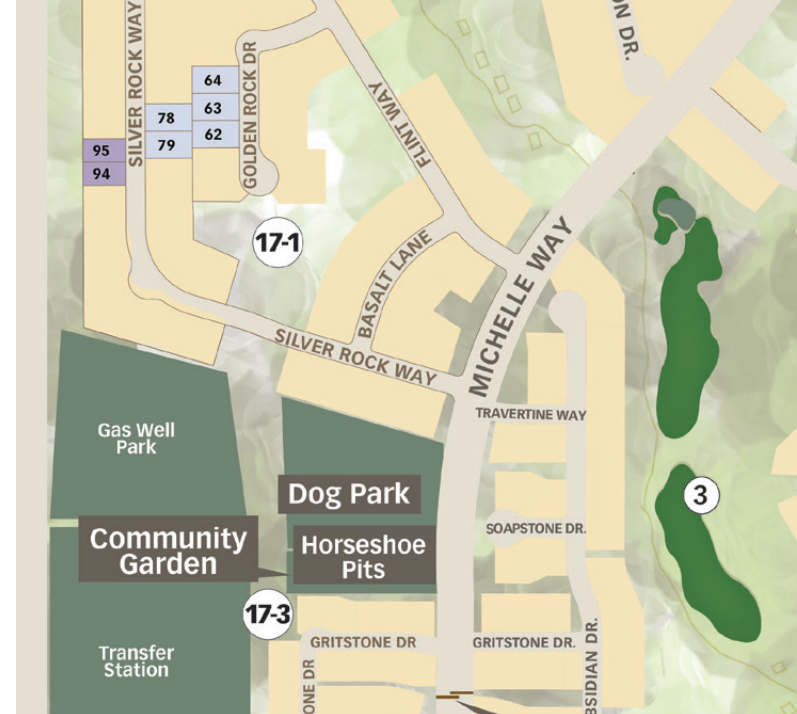 SILVER ROCK WAY
GOLDEN ROCK DR
ON DR.
64
63
62
78
79
95
94
FLINT WAY
17-1
BASALT LANE
MICHELLE WAY
SILVER ROCK WAY
TRAVERTINE WAY
Gas Well
Park
Dog Park
3
SOAPSTONE DR.
Community
Garden
Horseshoe
Pits
17-3
GRITSTONE DR
GRITSTONE DR.
Transfer
Station
ONE DR
BSIDIAN DR.